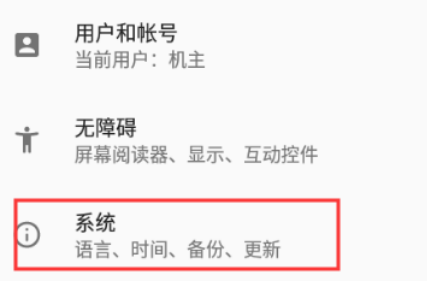 用户和帐号
当前用户：机主
无障碍
屏幕阅读器、显示、互动控件
系统
语言、时间、备份、更新